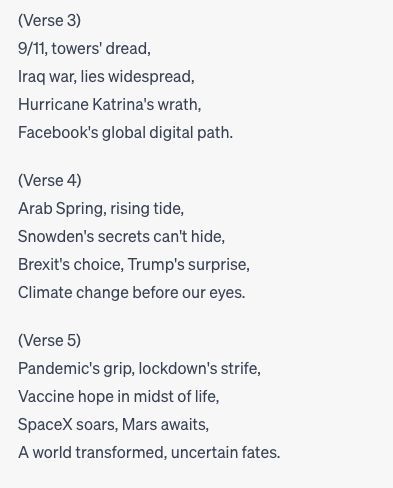 (Verse 3)
9/11, towers' dread,
Iraq war, lies widespread,
Hurricane Katrina's wrath,
Facebook's global digital path.
(Verse 4)
Arab Spring, rising tide,
Snowden's secrets can't hide,
Brexit's choice, Trump's surprise,
Climate change before our eyes.
(Verse 5)
Pandemic's grip, lockdown's strife,
Vaccine hope in midst of life,
SpaceX soars, Mars awaits,
A world transformed, uncertain fates.